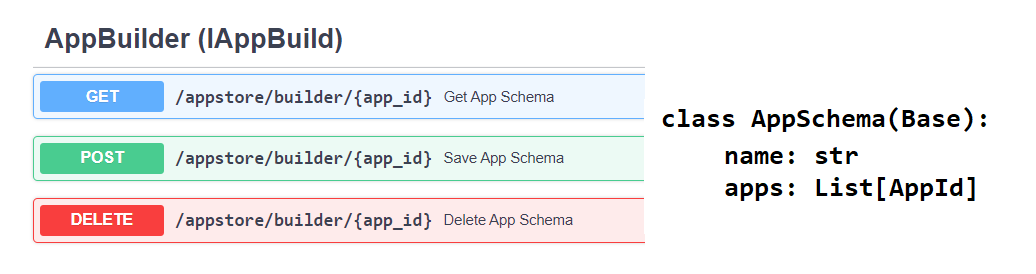 AppBuilder (IAppBuild)
GET /appstore/builder/{app_id} Get App Schema
POST /appstore/builder/{app_id} Save App Schema
DELETE /appstore/builder/{app_id} Delete App Schema
class AppSchema(Base):
name: str
apps: List[AppId]